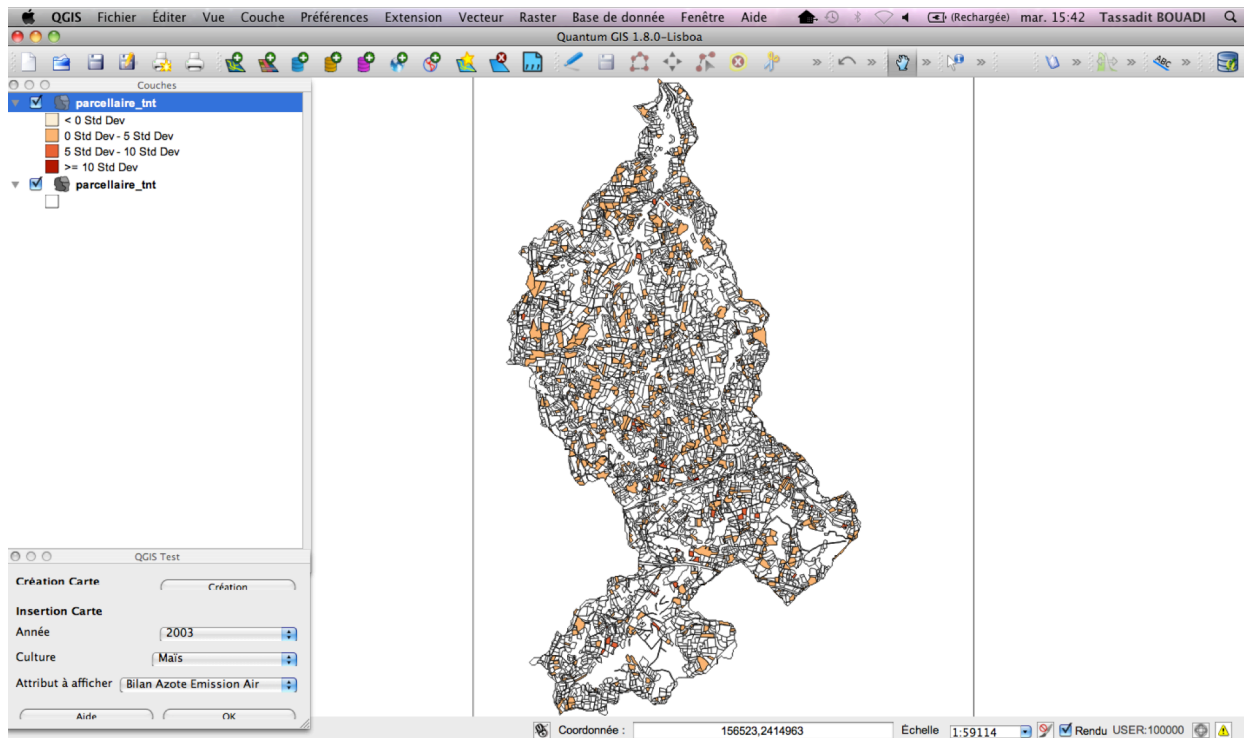 QGIS Fichier Éditer Vue Couche Préférences Extension Vecteur Raster Base de donnée Fenêtre Aide (Rechargée) mar. 15:42 Tassadit BOUADI
Quantum GIS 1.8.0-Lisboa
ABC
Couches
parcellaire_tnt
< 0 Std Dev
0 Std Dev - 5 Std Dev
5 Std Dev - 10 Std Dev
>= 10 Std Dev
parcellaire_tnt
QGIS Test
Création Carte Création
Insertion Carte
Année 2003
Culture Maïs
Attribut à afficher Bilan Azote Emission Air
Aide OK
Coordonnée : 156523,2414963 Échelle 1:59114 Rendu USER:100000